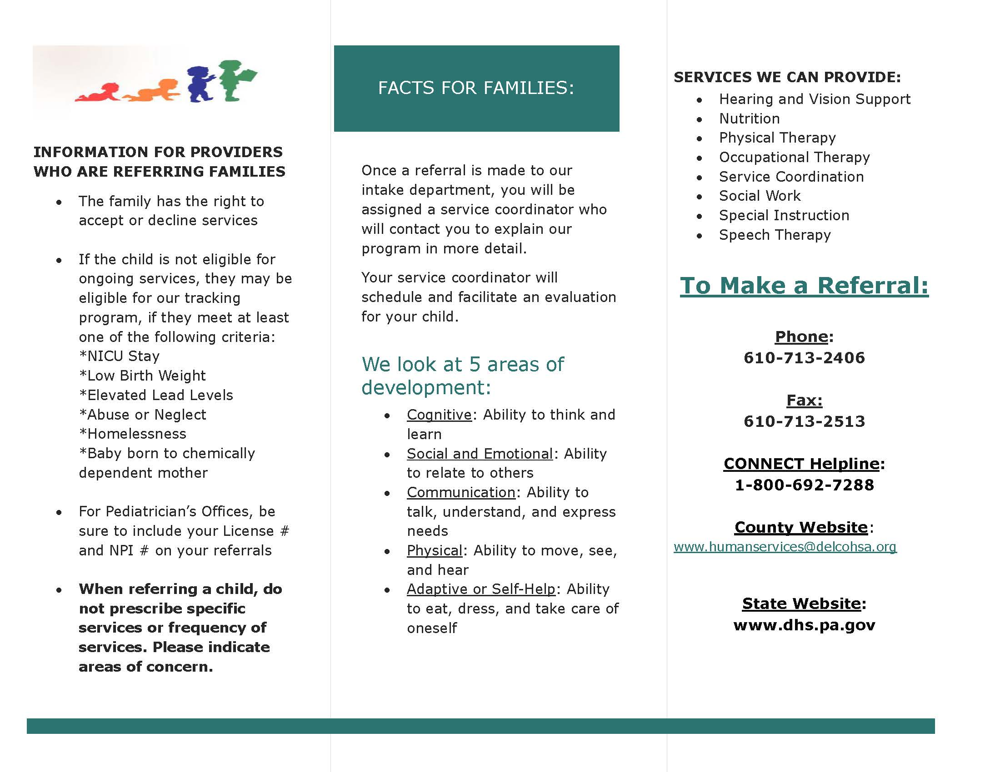 INFORMATION FOR PROVIDERS
WHO ARE REFERRING FAMILIES
• The family has the right to
accept or decline services
• If the child is not eligible for
ongoing services, they may be
eligible for our tracking
program, if they meet at least
one of the following criteria:
*NICU Stay
*Low Birth Weight
*Elevated Lead Levels
*Abuse or Neglect
*Homelessness
*Baby born to chemically
dependent mother
• For Pediatrician’s Offices, be
sure to include your License #
and NPI # on your referrals
• When referring a child, do
not prescribe specific
services or frequency of
services. Please indicate
areas of concern.
FACTS FOR FAMILIES:
Once a referral is made to our
intake department, you will be
assigned a service coordinator who
will contact you to explain our
program in more detail.
Your service coordinator will
schedule and facilitate an evaluation
for your child.
We look at 5 areas of
development:
• Cognitive: Ability to think and
learn
• Social and Emotional: Ability
to relate to others
• Communication: Ability to
talk, understand, and express
needs
• Physical: Ability to move, see,
and hear
• Adaptive or Self-Help: Ability
to eat, dress, and take care of
oneself
SERVICES WE CAN PROVIDE:
• Hearing and Vision Support
• Nutrition
• Physical Therapy
• Occupational Therapy
• Service Coordination
• Social Work
• Special Instruction
• Speech Therapy
To Make a Referral:
Phone:
610-713-2406
Fax:
610-713-2513
CONNECT Helpline:
1-800-692-7288
County Website:
www.humanservices@delcohsa.org
State Website:
www.dhs.pa.gov